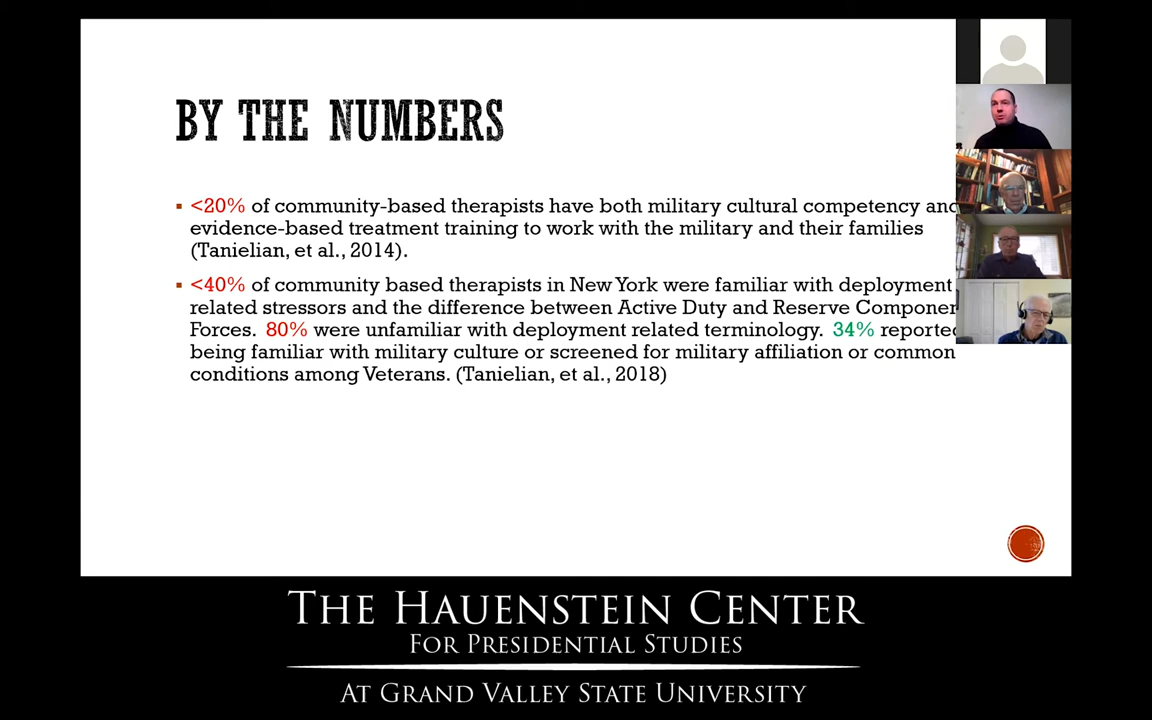 BY THE NUMBERS
<20% of community-based therapists have both military cultural competency and
evidence-based treatment training to work with the military and their families
(Tanielian, et al., 2014).
<40% of community based therapists in New York were familiar with deployment
related stressors and the difference between Active Duty and Reserve Componen
Forces. 80% were unfamiliar with deployment related terminology. 34% reported
being familiar with military culture or screened for military affiliation or common
conditions among Veterans. (Tanielian, et al., 2018)
THE HAUENSTEIN CENTER
FOR PRESIDENTIAL STUDIES
AT GRAND VALLEY STATE UNIVERSITY